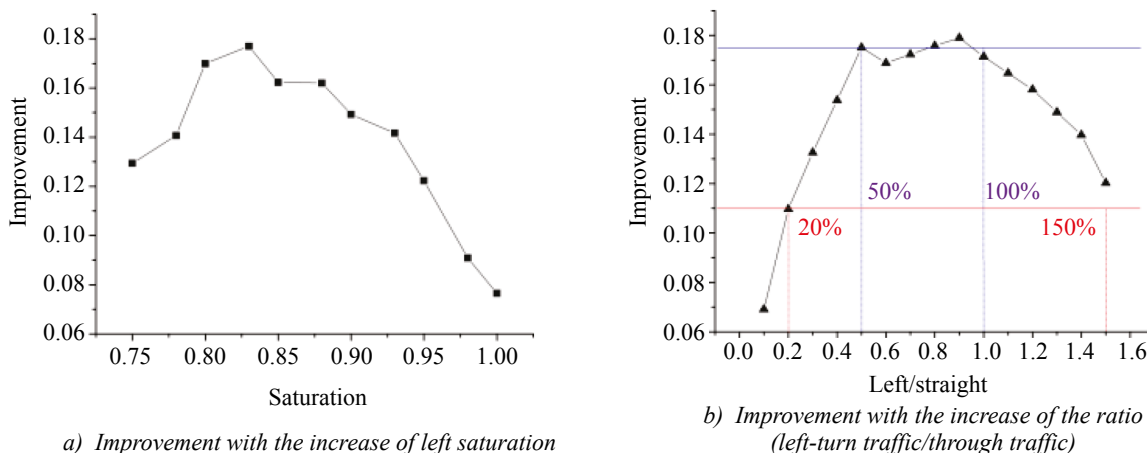 0.18
0.16
0.14
0.12
0.10
0.08
0.06
Improvement
0.75 0.80 0.85 0.90 0.95 1.00
Saturation
a) Improvement with the increase of left saturation
0.18
0.16
0.14
0.12
0.10
0.08
0.06
Improvement
50%
100%
20%
150%
0.0 0.2 0.4 0.6 0.8 1.0 1.2 1.4 1.6
Left/straight
b) Improvement with the increase of the ratio
(left-turn traffic/through traffic)